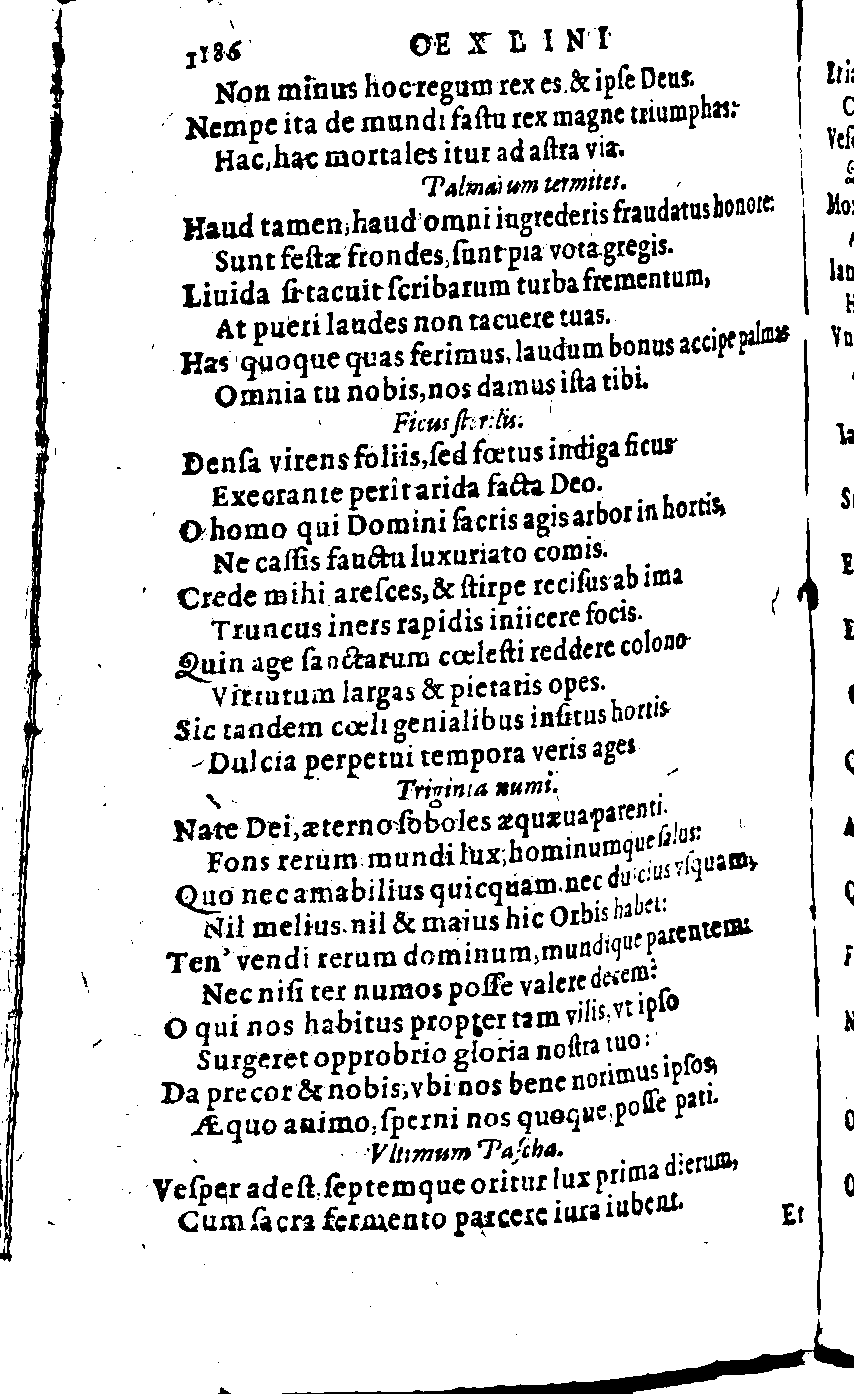 1186 OEXLINI
Non minus hoc regum rex es, & ipſe Deus.
Nempe ita de mundi faſtu rex magne triumphas:
Hac, hac mortales itur ad aſtra via.
Palmarum termites.
Haud tamen, haud omni ingrederis fraudatus honore:
Sunt feſtæ frondes, ſunt pia vota gregis.
Liuida ſi tacuit ſcribarum turba frementum,
At pueri laudes non tacuere tuas.
Has quoque quas ferimus, laudum bonus accipe palmas
Omnia tu nobis, nos damus iſta tibi.
Ficus ſterilis.
Denſa virens foliis, ſed fœtus indiga ficus
Execrante perit arida facta Deo.
O homo qui Domini ſacris agis arbor in hortis,
Ne caſſis fauctu luxuriato comis.
Crede mihi areſces, & ſtirpe reciſus ab ima
Truncus iners rapidis iniicere focis.
Quin age ſanctarum cœleſti reddere colono
Virtutum largas & pietatis opes.
Sic tandem cœli genialibus inſitus hortis
Dulcia perpetui tempora veris ages
Triginta numi.
Nate Dei, æterno ſoboles æquæua parenti.
Fons rerum mundi lux, hominumque ſalus:
Quo nec amabilius quicquam. nec dulcius vſquam,
Nil melius. nil & maius hic Orbis habet:
Ten' vendi rerum dominum, mundique parentem:
Nec niſi ter numos poſſe valere decem?
O qui nos habitus propter tam vilis, vt ipſo
Surgeret opprobrio gloria noſtra tuo:
Da precor & nobis, vbi nos bene norimus ipſos,
Æquo animo, ſperni nos quoque, poſſe pati.
Vltimum Paſcha.
Veſper adeſt, ſeptemque oritur lux prima dierum,
Cum ſacra fermento parcere iura iubent.
Et